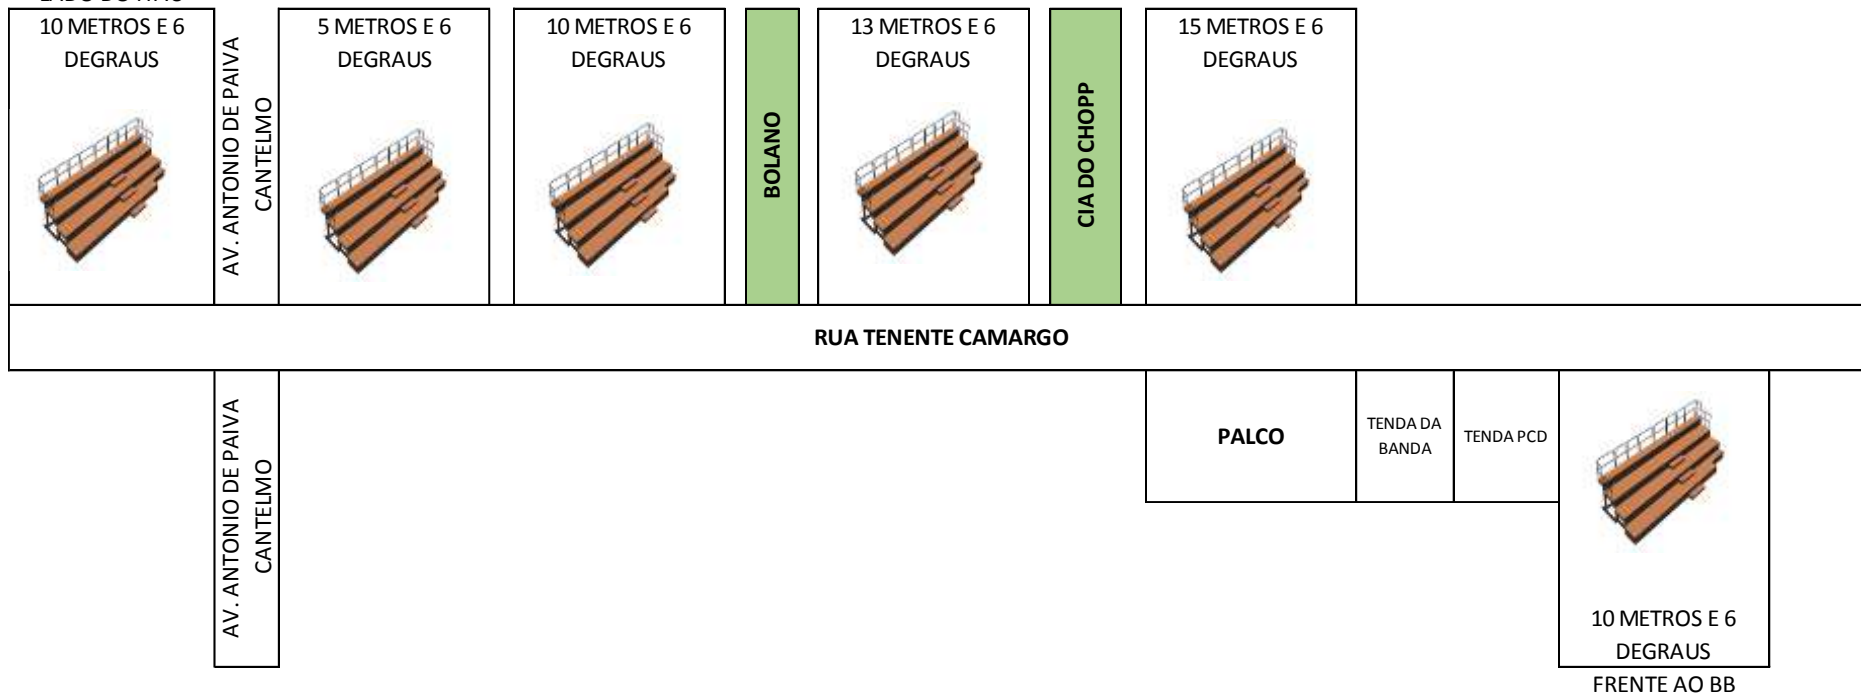 10 METROS E 6
DEGRAUS
AV. ANTONIO DE PAIVA
CANTELMO
5 METROS E 6
DEGRAUS
10 METROS E 6
DEGRAUS
BOLANO
13 METROS E 6
DEGRAUS
CIA DO CHOPP
15 METROS E 6
DEGRAUS
RUA TENENTE CAMARGO
AV. ANTONIO DE PAIVA
CANTELMO
PALCO
TENDA DA
BANDA
TENDA PCD
10 METROS E 6
DEGRAUS
FRENTE AO BB